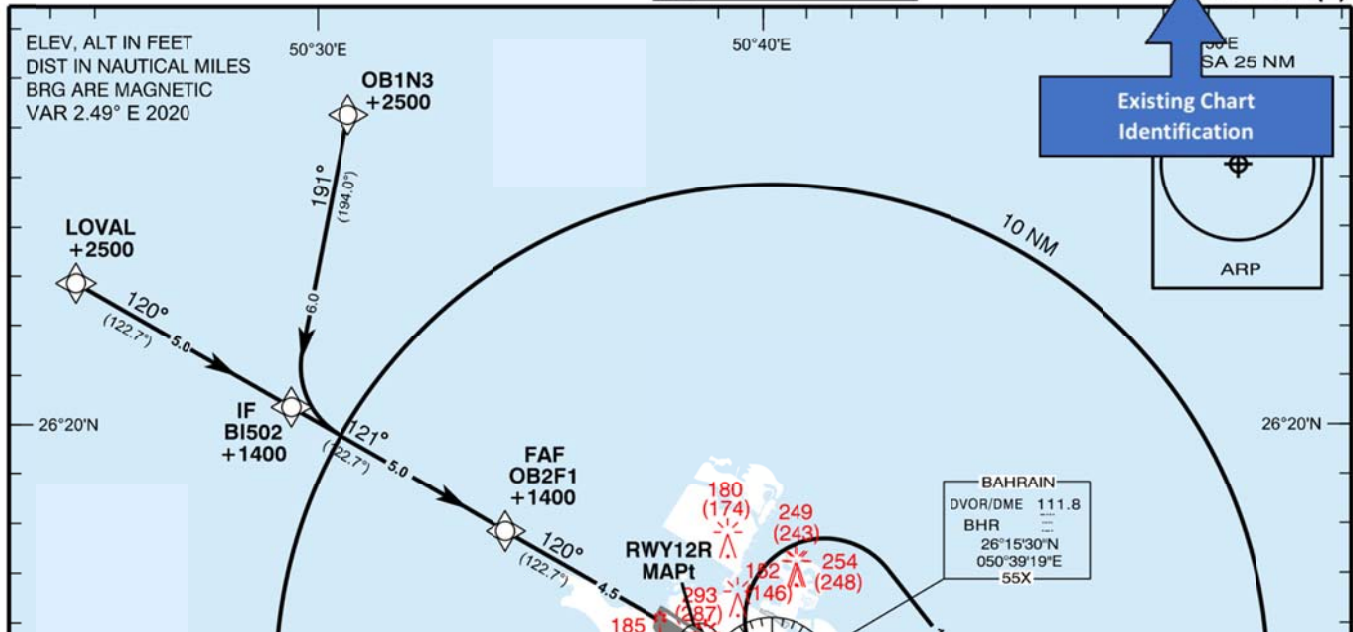 ELEV, ALT IN FEET
DIST IN NAUTICAL MILES
BRG ARE MAGNETIC
VAR 2.49° E 2020
50°30'E
50°40'E
SA 25 NM
Existing Chart
Identification
ARP
OB1N3
+2500
191°
(194.0°)
6.0
LOVAL
+2500
120°
(122.7°)
5.0
10 NM
26°20'N
26°20'N
IF
BI502
+1400
121°
(122.7°)
5.0
FAF
OB2F1
+1400
120°
(122.7°)
4.5
RWY12R
MAPt
180
(174)
249
(243)
254
(248)
152
(146)
293
(287)
185
BAHRAIN
DVOR/DME 111.8
BHR
26°15'30"N
050°39'19"E
55X